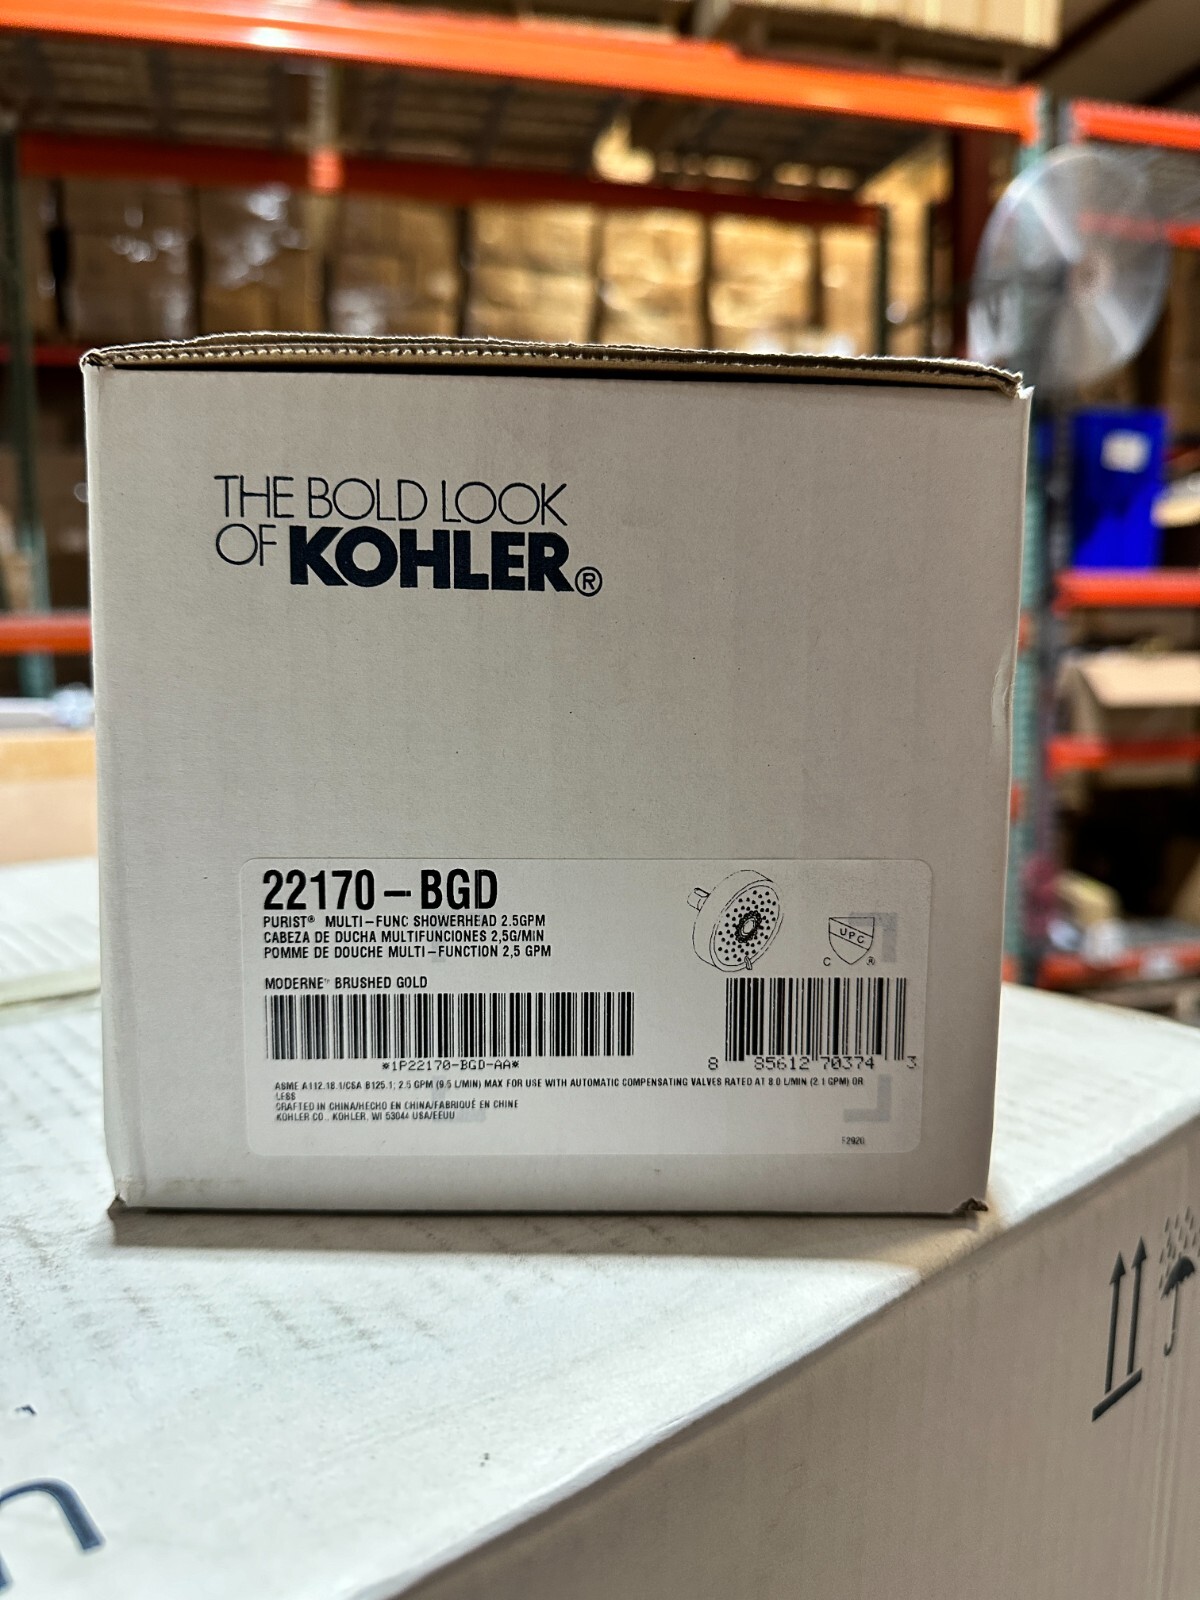 THE BOLD LOOK
OF KOHLER®
22170-BGD
PURIST® MULTI-FUNC SHOWERHEAD 2.5GPM
CABEZA DE DUCHA MULTIFUNCIONES 2,5G/MIN
POMME DE DOUCHE MULTI-FUNCTION 2,5 GPM
UPC
C ®
MODERNE™ BRUSHED GOLD
*1P22170-BGD-AA*
8 85612 70374 3
ASME A112.18.1/CSA B125.1; 2.5 GPM (9.5 L/MIN) MAX FOR USE WITH AUTOMATIC COMPENSATING VALVES RATED AT 8.0 L/MIN (2.1 GPM) OR
LESS
CRAFTED IN CHINA/HECHO EN CHINA/FABRIQUÉ EN CHINE
KOHLER CO., KOHLER, WI 53044 USA/EEUU